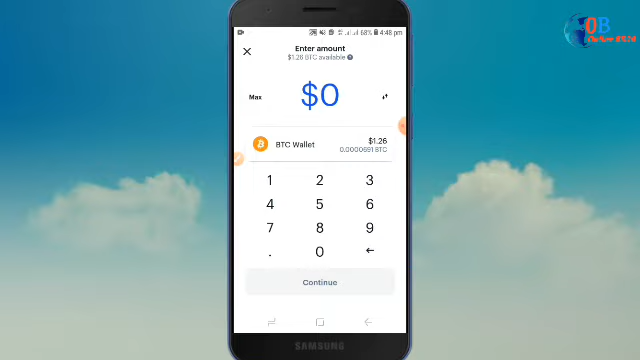 68% 4:48 pm
Enter amount
$1.26 BTC available
Max
$0
BTC Wallet
$1.26
0.0000691 BTC
1 2 3
4 5 6
7 8 9
. 0
Continue
SAMSUNG
OB